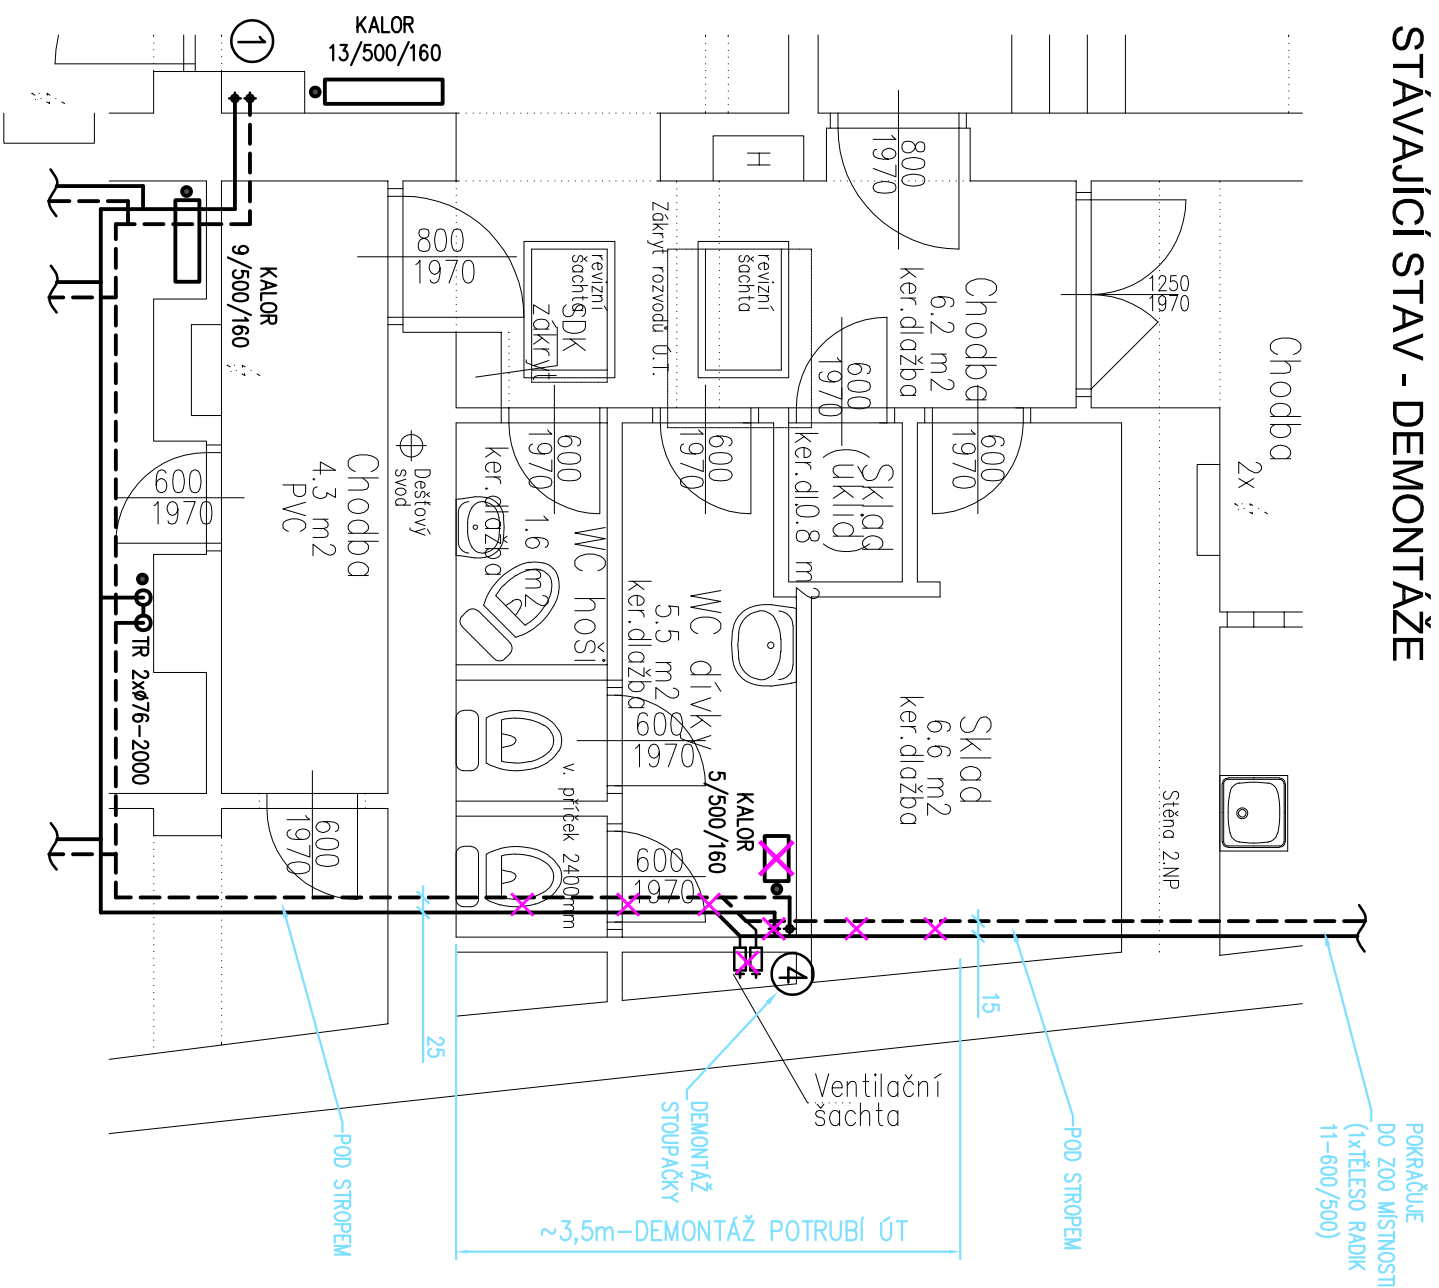 STÁVAJÍCÍ STAV - DEMONTÁŽE
KALOR
13/500/160
1
KALOR
9/500/160
800
1970
800
1970
H
Zákryt rozvodů Ú.T.
revizní
šachta
revizní
šachta
SDK
zákryt
Chodba
6.2 m2
ker.dlažba
1250
1970
Chodba
2x
600
1970
600
1970
600
1970
600
1970
600
1970
Chodba
4.3 m2
PVC
Dešťový
svod
WC hoši
1.6 m2
ker.dlažba
WC dívky
5.5 m2
ker.dlažba
Sklad
(úklid)
0.8 m2
ker.dl
Sklad
6.6 m2
ker.dlažba
Stěna 2.NP
TR 2xø76-2000
600
1970
600
1970
600
1970
v. příček 2400mm
KALOR
5/500/160
4
15
25
Ventilační
šachta
DEMONTÁŽ
STOUPAČKY
POD STROPEM
POD STROPEM
~3,5m-DEMONTÁŽ POTRUBÍ ÚT
POKRAČUJE
DO ZOO MÍSTNOSTI
(1xTĚLESO RADIK
11-600/500)